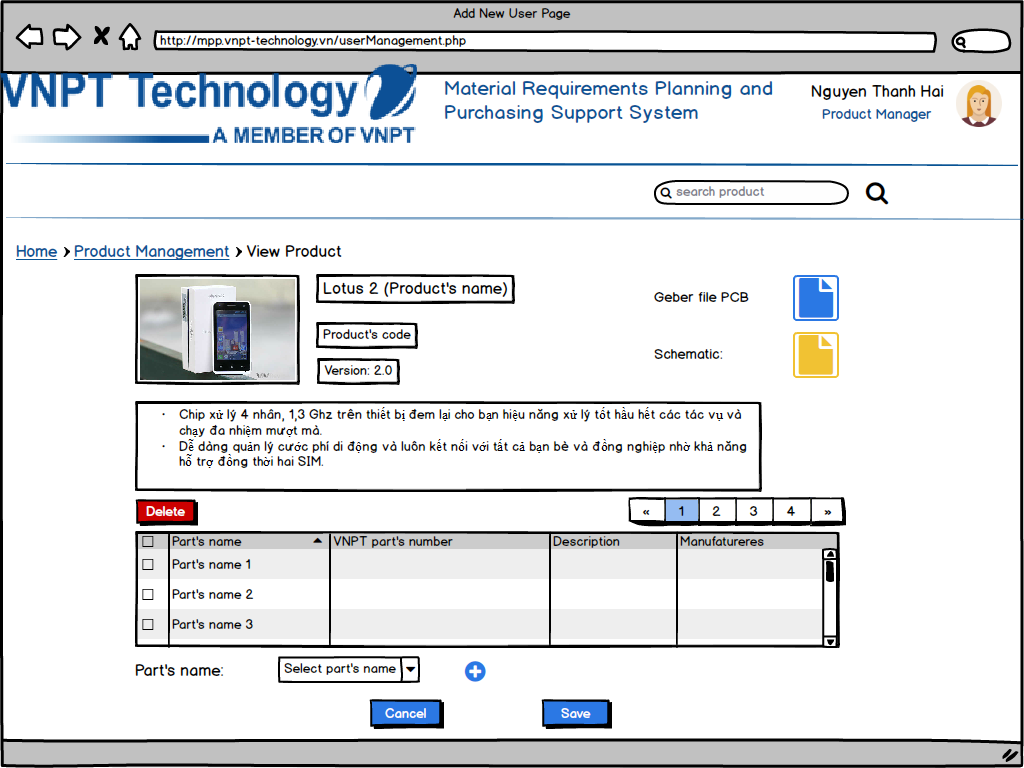 Add New User Page
http://mpp.vnpt-technology.vn/userManagement.php
VNPT Technology
A MEMBER OF VNPT
Material Requirements Planning and
Purchasing Support System
Nguyen Thanh Hai
Product Manager
search product
Home > Product Management > View Product
Lotus 2 (Product's name)
Product's code
Version: 2.0
Geber file PCB
Schematic:
· Chip xử lý 4 nhân, 1,3 Ghz trên thiết bị đem lại cho bạn hiệu năng xử lý tốt hầu hết các tác vụ và
chạy đa nhiệm mượt mà.
· Dễ dàng quản lý cước phí di động và luôn kết nối với tất cả bạn bè và đồng nghiệp nhờ khả năng
hỗ trợ đồng thời hai SIM.
Delete
« 1 2 3 4 »
Part's name VNPT part's number Description Manufatureres
Part's name 1
Part's name 2
Part's name 3
Part's name: Select part's name
Cancel Save